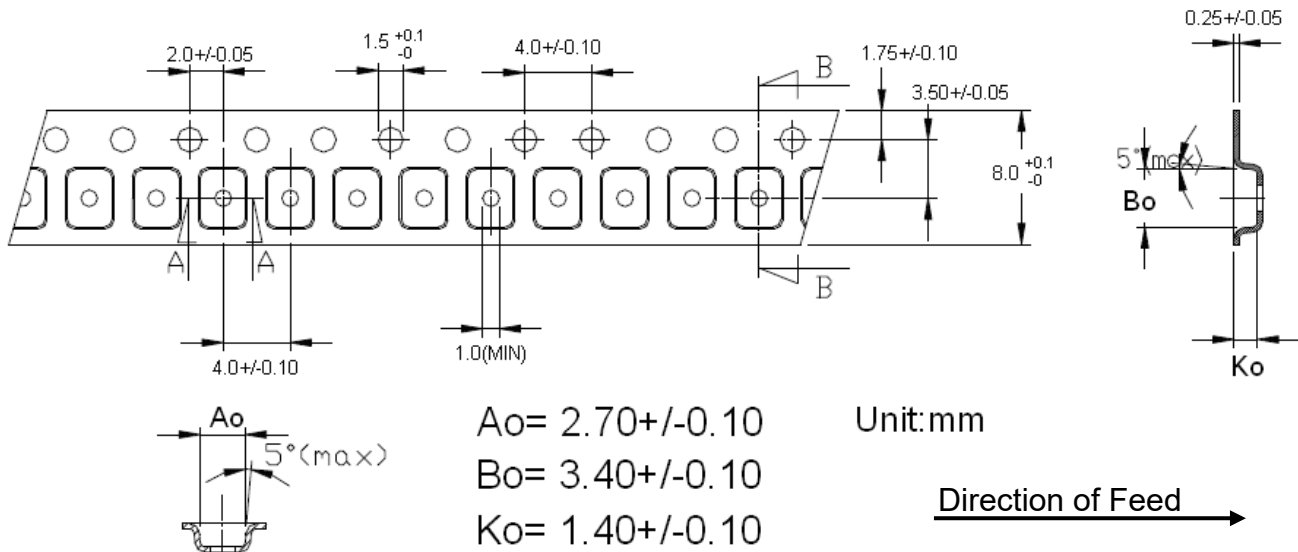 0.25+/-0.05
2.0+/-0.05
1.5 +0.1 -0
4.0+/-0.10
B
1.75+/-0.10
3.50+/-0.05
8.0 +0.1 -0
5°(max)
Bo
A A
B
1.0(MIN)
4.0+/-0.10
Ko
Ao
5°(max)
Ao= 2.70+/-0.10
Unit:mm
Bo= 3.40+/-0.10
Direction of Feed
Ko= 1.40+/-0.10